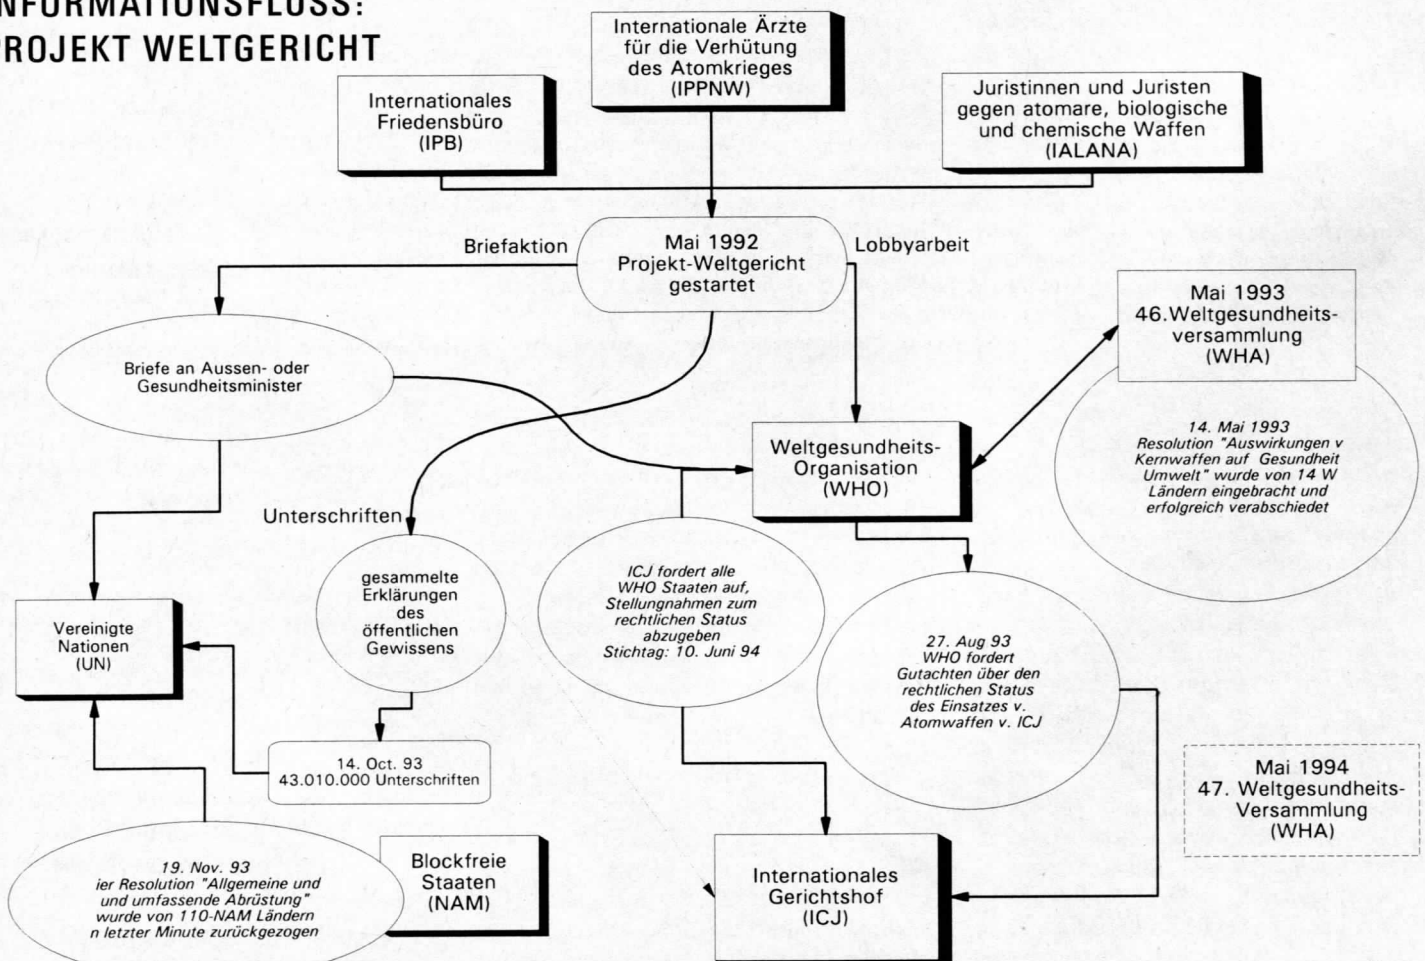 NFORMATIONSFLUSS:
PROJEKT WELTGERICHT
Internationale Ärzte
für die Verhütung
des Atomkrieges
(IPPNW)
Internationales
Friedensbüro
(IPB)
Juristinnen und Juristen
gegen atomare, biologische
und chemische Waffen
(IALANA)
Briefaktion
Mai 1992
Projekt-Weltgericht
gestartet
Lobbyarbeit
Mai 1993
46.Weltgesundheits-
versammlung
(WHA)
Briefe an Aussen- oder
Gesundheitsminister
14. Mai 1993
Resolution "Auswirkungen v
Kernwaffen auf Gesundheit
Umwelt" wurde von 14 W
Ländern eingebracht und
erfolgreich verabschiedet
Weltgesundheits-
Organisation
(WHO)
Unterschriften
gesammelte
Erklärungen
des
öffentlichen
Gewissens
ICJ fordert alle
WHO Staaten auf,
Stellungnahmen zum
rechtlichen Status
abzugeben
Stichtag: 10. Juni 94
Vereinigte
Nationen
(UN)
27. Aug 93
WHO fordert
Gutachten über den
rechtlichen Status
des Einsatzes v.
Atomwaffen v. ICJ
14. Oct. 93
43.010.000 Unterschriften
Mai 1994
47. Weltgesundheits-
Versammlung
(WHA)
19. Nov. 93
ier Resolution "Allgemeine und
und umfassende Abrüstung"
wurde von 110-NAM Ländern
n letzter Minute zurückgezogen
Blockfreie
Staaten
(NAM)
Internationales
Gerichtshof
(ICJ)